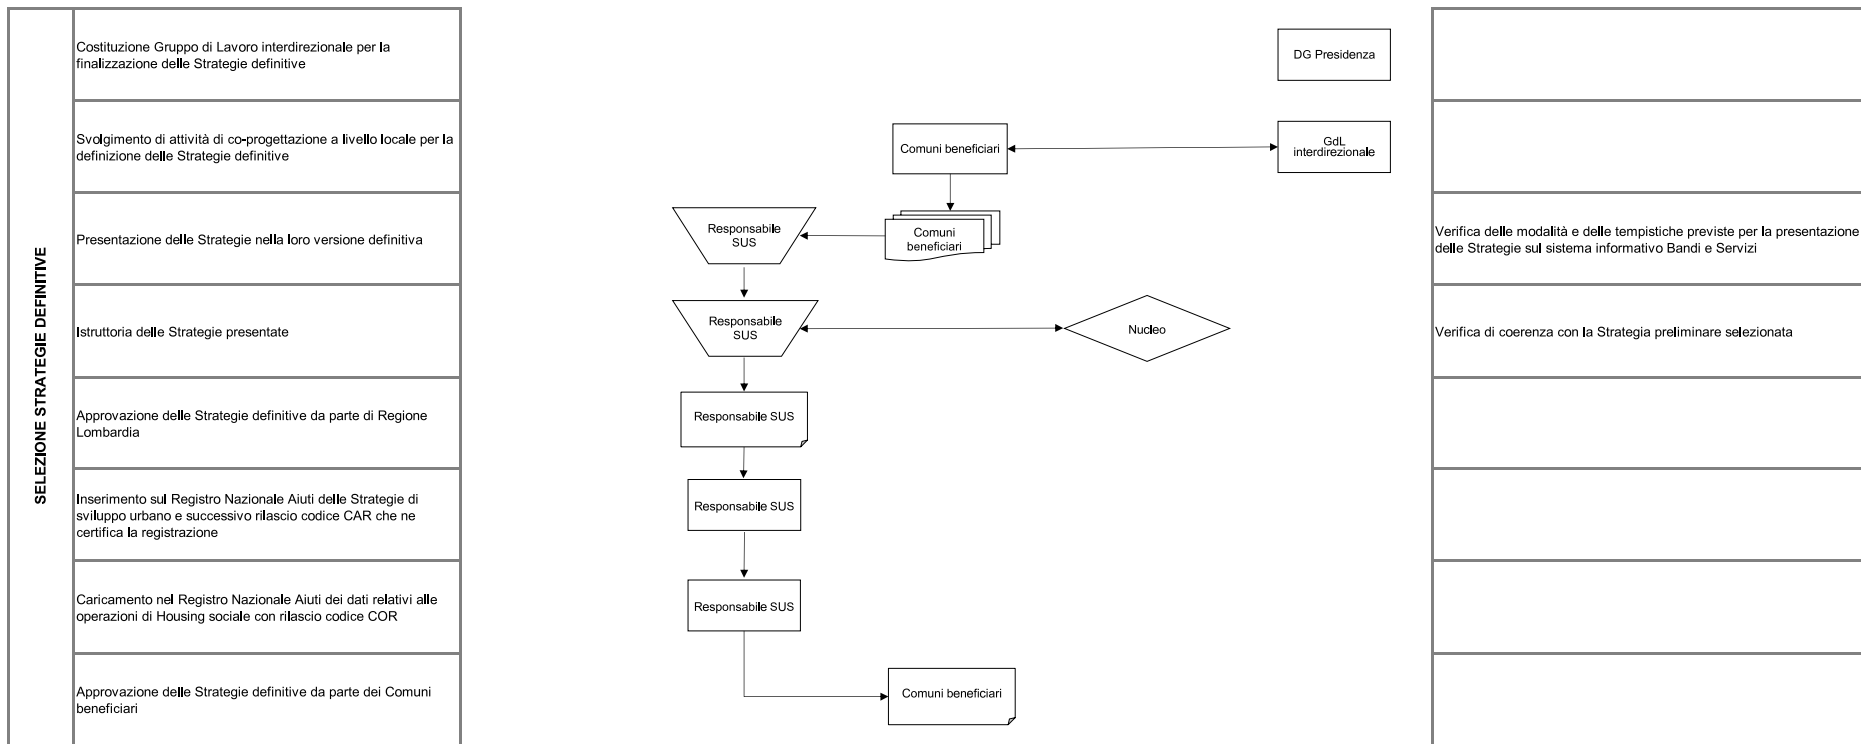 SELEZIONE STRATEGIE DEFINITIVE
Costituzione Gruppo di Lavoro interdirezionale per la
finalizzazione delle Strategie definitive
DG Presidenza
Svolgimento di attività di co-progettazione a livello locale per la
definizione delle Strategie definitive
Comuni beneficiari
GdL
interdirezionale
Presentazione delle Strategie nella loro versione definitiva
Responsabile
SUS
Comuni
beneficiari
Verifica delle modalità e delle tempistiche previste per la presentazione
delle Strategie sul sistema informativo Bandi e Servizi
Istruttoria delle Strategie presentate
Responsabile
SUS
Nucleo
Verifica di coerenza con la Strategia preliminare selezionata
Approvazione delle Strategie definitive da parte di Regione
Lombardia
Responsabile SUS
Inserimento sul Registro Nazionale Aiuti delle Strategie di
sviluppo urbano e successivo rilascio codice CAR che ne
certifica la registrazione
Responsabile SUS
Caricamento nel Registro Nazionale Aiuti dei dati relativi alle
operazioni di Housing sociale con rilascio codice COR
Responsabile SUS
Approvazione delle Strategie definitive da parte dei Comuni
beneficiari
Comuni beneficiari